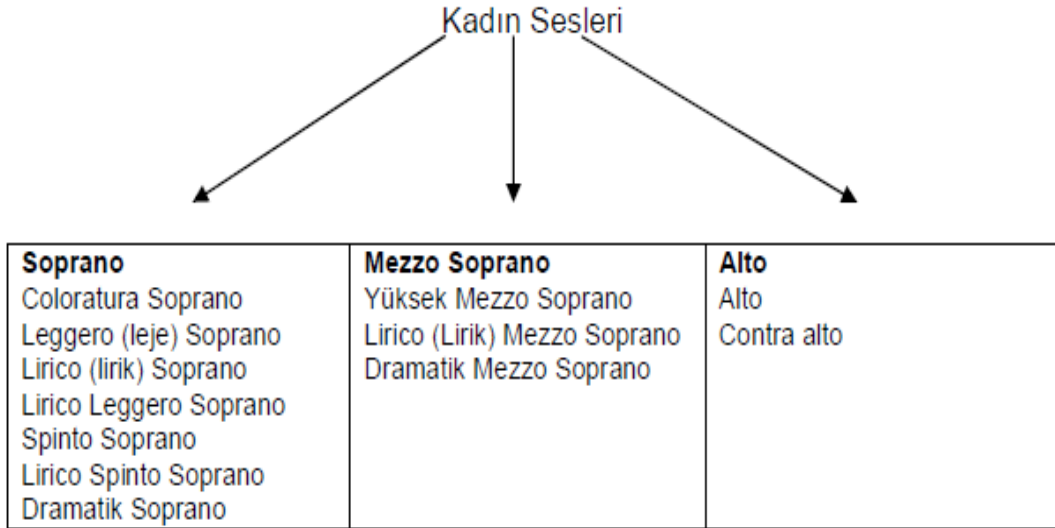 Kadın Sesleri
Soprano
Coloratura Soprano
Leggero (leje) Soprano
Lirico (lirik) Soprano
Lirico Leggero Soprano
Spinto Soprano
Lirico Spinto Soprano
Dramatik Soprano
Mezzo Soprano
Yüksek Mezzo Soprano
Lirico (Lirik) Mezzo Soprano
Dramatik Mezzo Soprano
Alto
Alto
Contra alto